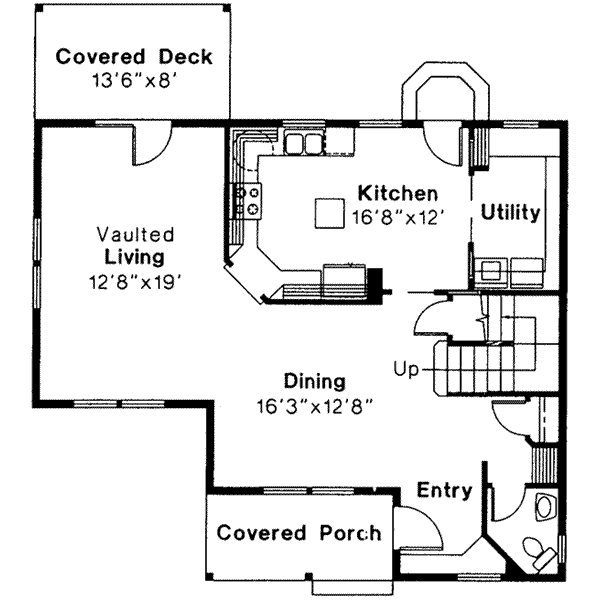 Covered Deck
13'6"x8'
Kitchen
16'8"x12'
Utility
Vaulted
Living
12'8"x19'
Up
Dining
16'3"x12'8"
Entry
Covered Porch